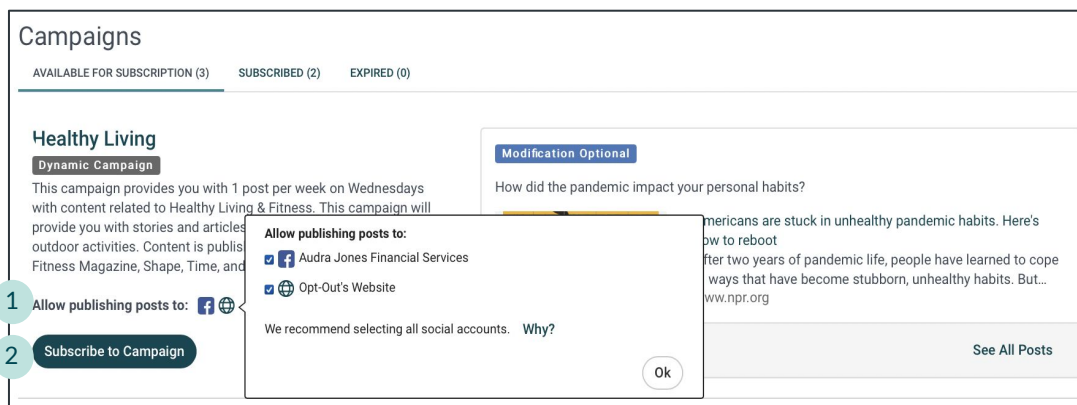 Campaigns
AVAILABLE FOR SUBSCRIPTION (3) SUBSCRIBED (2) EXPIRED (0)
Healthy Living
Dynamic Campaign
This campaign provides you with 1 post per week on Wednesdays
with content related to Healthy Living & Fitness. This campaign will
provide you with stories and articles
outdoor activities. Content is
Fitness Magazine, Shape, Time, and
1
Allow publishing posts to:
2
Subscribe to Campaign
Allow publishing posts to:
Audra Jones Financial Services
Opt-Out's Website
We recommend selecting all social accounts. Why?
Ok
Modification Optional
How did the pandemic impact your personal habits?
mericans are stuck in unhealthy pandemic habits. Here's
ow to reboot
fter two years of pandemic life, people have learned to cope
ways that have become stubborn, unhealthy habits. But...
ww.npr.org
See All Posts